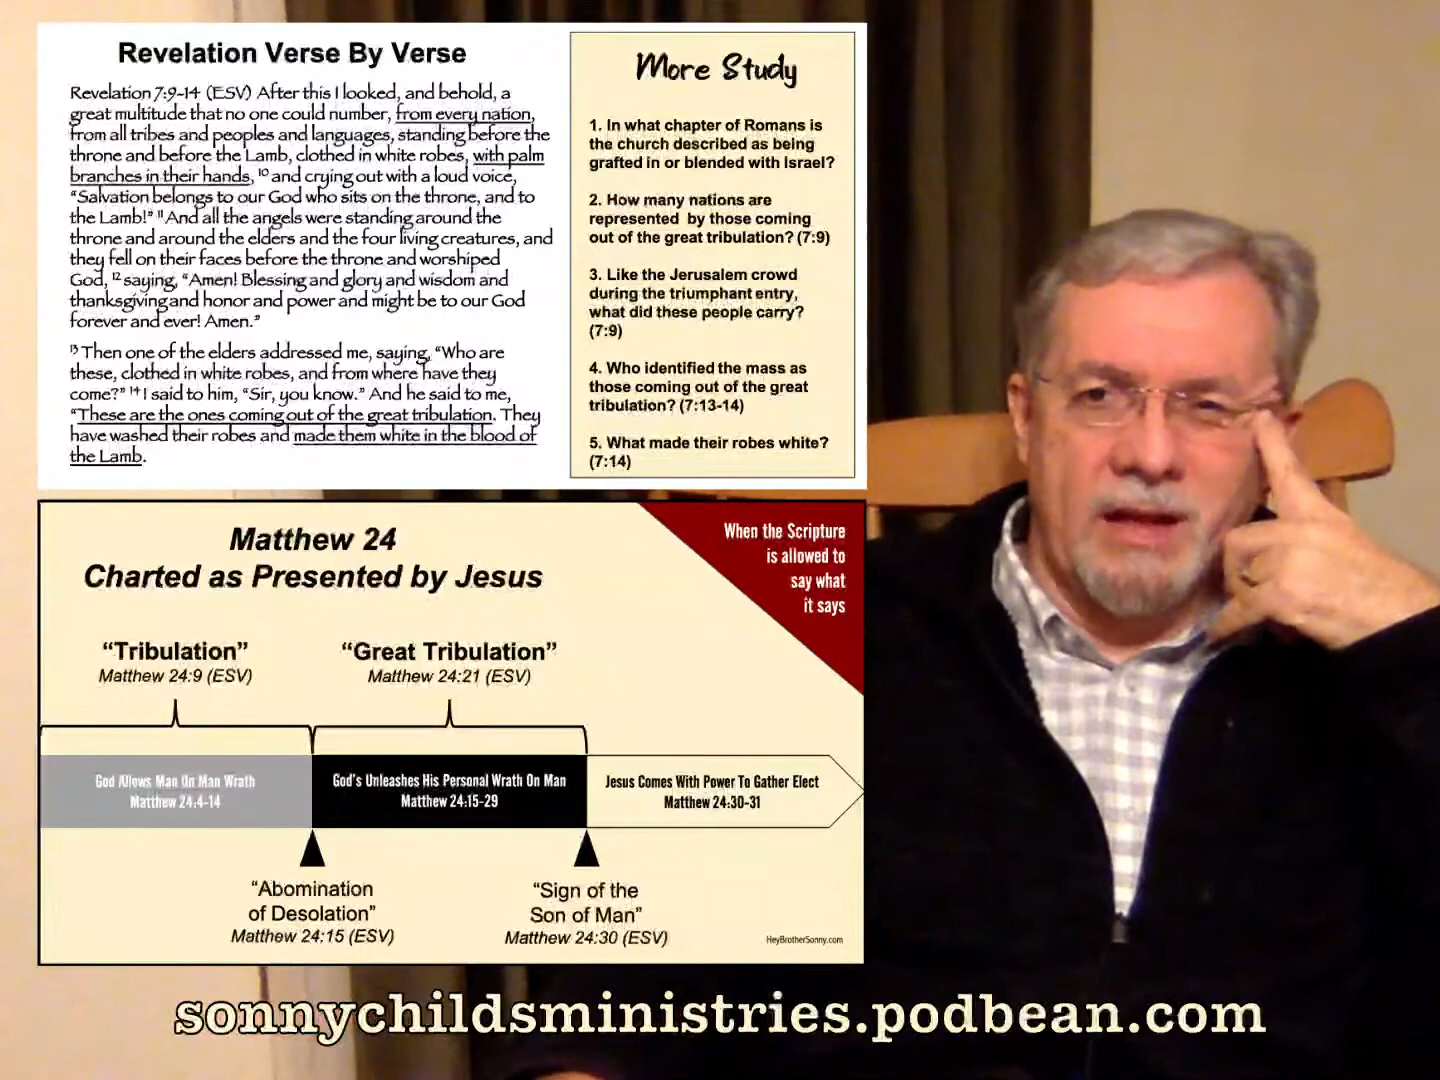 Revelation Verse By Verse
Revelation 7:9-14 (ESV) After this I looked, and behold, a
great multitude that no one could number, from every nation,
from all tribes and peoples and languages, standing before the
throne and before the Lamb, clothed in white robes, with palm
branches in their hands, 10 and crying out with a loud voice,
“Salvation belongs to our God who sits on the throne, and to
the Lamb!” 11 And all the angels were standing around the
throne and around the elders and the four living creatures, and
they fell on their faces before the throne and worshiped
God, 12 saying, “Amen! Blessing and glory and wisdom and
thanksgiving and honor and power and might be to our God
forever and ever! Amen.”
13 Then one of the elders addressed me, saying, “Who are
these, clothed in white robes, and from where have they
come?” 14 I said to him, “Sir, you know.” And he said to me,
“These are the ones coming out of the great tribulation. They
have washed their robes and made them white in the blood of
the Lamb.
More Study
1. In what chapter of Romans is
the church described as being
grafted in or blended with Israel?
2. How many nations are
represented by those coming
out of the great tribulation? (7:9)
3. Like the Jerusalem crowd
during the triumphant entry,
what did these people carry?
(7:9)
4. Who identified the mass as
those coming out of the great
tribulation? (7:13-14)
5. What made their robes white?
(7:14)
Matthew 24
Charted as Presented by Jesus
When the Scripture
is allowed to
say what
it says
“Tribulation”
Matthew 24:9 (ESV)
“Great Tribulation”
Matthew 24:21 (ESV)
God Allows Man On Man Wrath
Matthew 24:4-14
God's Unleashes His Personal Wrath On Man
Matthew 24:15-29
Jesus Comes With Power To Gather Elect
Matthew 24:30-31
“Abomination
of Desolation”
Matthew 24:15 (ESV)
“Sign of the
Son of Man”
Matthew 24:30 (ESV)
HeyBrotherSonny.com
sonnychildsministries.podbean.com